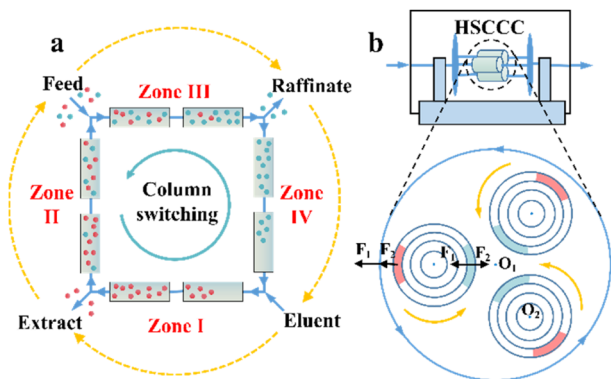 a
Feed
Zone III
Raffinate
Zone
II
Column
switching
Zone
IV
Extract
Zone I
Eluent
b
HSCCC
F₁ F₂ F₁ F₂ O₁
O₂